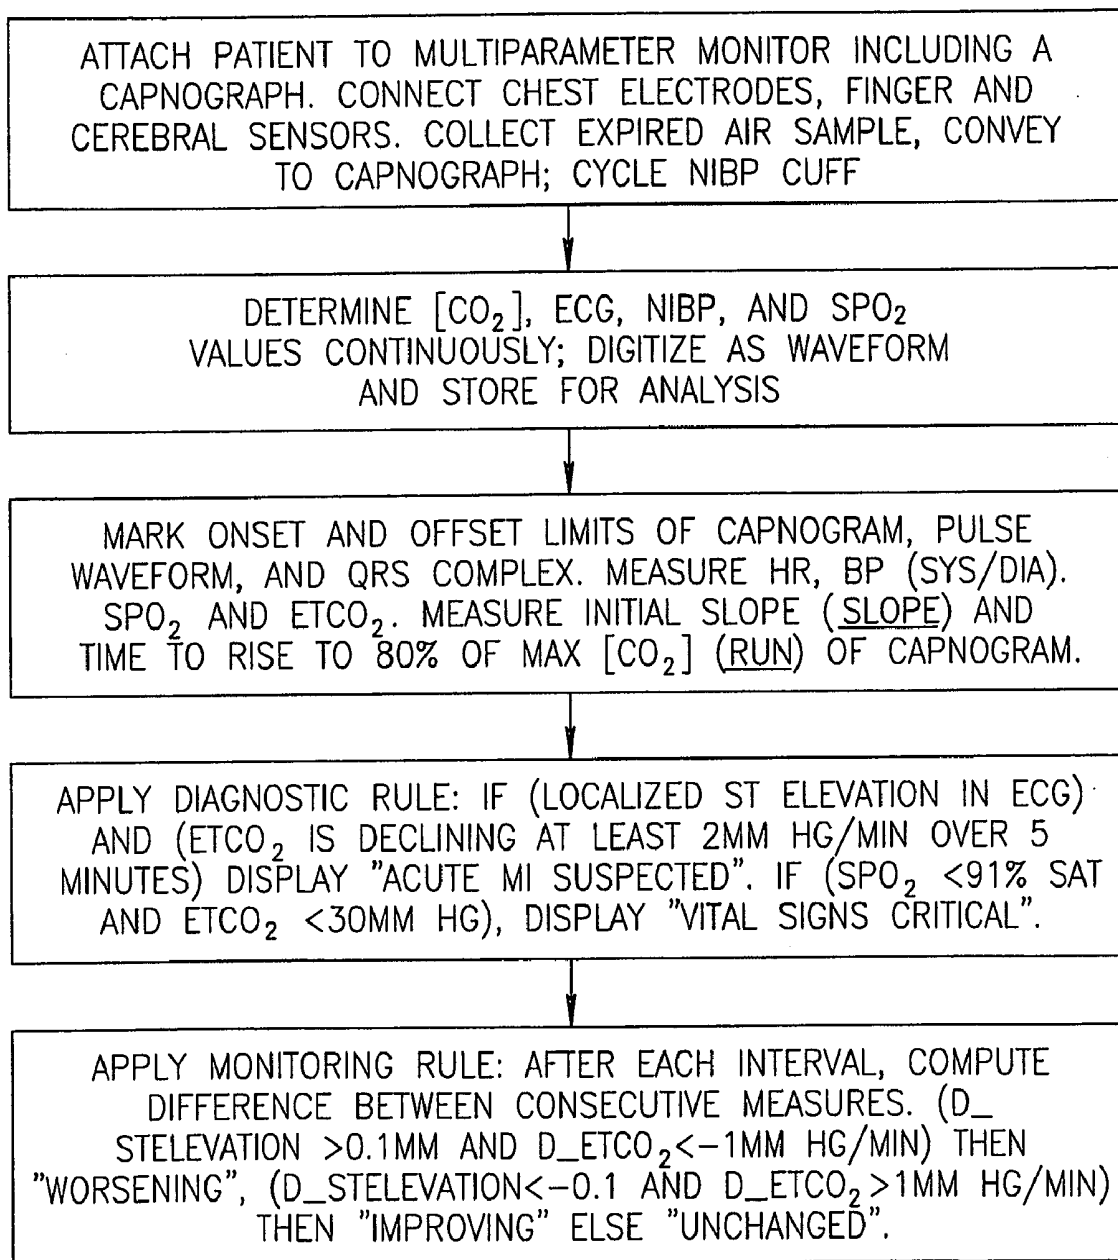 ATTACH PATIENT TO MULTIPARAMETER MONITOR INCLUDING A
CAPNOGRAPH. CONNECT CHEST ELECTRODES, FINGER AND
CEREBRAL SENSORS. COLLECT EXPIRED AIR SAMPLE, CONVEY
TO CAPNOGRAPH; CYCLE NIBP CUFF
DETERMINE [CO₂], ECG, NIBP, AND SPO₂
VALUES CONTINUOUSLY; DIGITIZE AS WAVEFORM
AND STORE FOR ANALYSIS
MARK ONSET AND OFFSET LIMITS OF CAPNOGRAM, PULSE
WAVEFORM, AND QRS COMPLEX. MEASURE HR, BP (SYS/DIA).
SPO₂ AND ETCO₂. MEASURE INITIAL SLOPE (SLOPE) AND
TIME TO RISE TO 80% OF MAX [CO₂] (RUN) OF CAPNOGRAM.
APPLY DIAGNOSTIC RULE: IF (LOCALIZED ST ELEVATION IN ECG)
AND (ETCO₂ IS DECLINING AT LEAST 2MM HG/MIN OVER 5
MINUTES) DISPLAY "ACUTE MI SUSPECTED". IF (SPO₂ <91% SAT
AND ETCO₂ <30MM HG), DISPLAY "VITAL SIGNS CRITICAL".
APPLY MONITORING RULE: AFTER EACH INTERVAL, COMPUTE
DIFFERENCE BETWEEN CONSECUTIVE MEASURES. (D_
STELEVATION >0.1MM AND D_ETCO₂<-1MM HG/MIN) THEN
"WORSENING", (D_STELEVATION<-0.1 AND D_ETCO₂>1MM HG/MIN)
THEN "IMPROVING" ELSE "UNCHANGED".